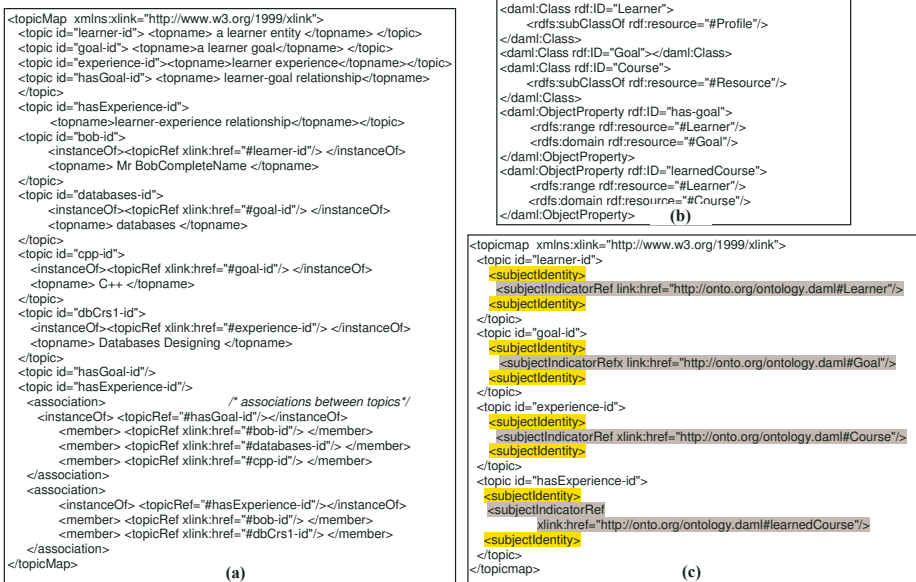 <topicMap xmlns:xlink="http://www.w3.org/1999/xlink">
<topic id="learner-id"> <topname> a learner entity </topname> </topic>
<topic id="goal-id"> <topname>a learner goal</topname> </topic>
<topic id="experience-id"><topname>learner experience</topname></topic>
<topic id="hasGoal-id"> <topname> learner-goal relationship</topname>
</topic>
<topic id="hasExperience-id">
<topname>learner-experience relationship</topname></topic>
<topic id="bob-id">
<instanceOf><topicRef xlink:href="#learner-id"/> </instanceOf>
<topname> Mr BobCompleteName </topname>
</topic>
<topic id="databases-id">
<instanceOf><topicRef xlink:href="#goal-id"/> </instanceOf>
<topname> databases </topname>
</topic>
<topic id="cpp-id">
<instanceOf><topicRef xlink:href="#goal-id"/> </instanceOf>
<topname> C++ </topname>
</topic>
<topic id="dbCrs1-id">
<instanceOf><topicRef xlink:href="#experience-id"/> </instanceOf>
<topname> Databases Designing </topname>
</topic>
<topic id="hasGoal-id"/>
<topic id="hasExperience-id"/>
<association> /* associations between topics*/
<instanceOf> <topicRef="#hasGoal-id"/></instanceOf>
<member> <topicRef xlink:href="#bob-id"/> </member>
<member> <topicRef xlink:href="#databases-id"/> </member>
<member> <topicRef xlink:href="#cpp-id"/> </member>
</association>
<association>
<instanceOf> <topicRef="#hasExperience-id"/></instanceOf>
<member> <topicRef xlink:href="#bob-id"/> </member>
<member> <topicRef xlink:href="#dbCrs1-id"/> </member>
</association>
</topicMap>
(a)
<daml:Class rdf:ID="Learner">
<rdfs:subClassOf rdf:resource="#Profile"/>
</daml:Class>
<daml:Class rdf:ID="Goal"></daml:Class>
<daml:Class rdf:ID="Course">
<rdfs:subClassOf rdf:resource="#Resource"/>
</daml:Class>
<daml:ObjectProperty rdf:ID="has-goal">
<rdfs:range rdf:resource="#Learner"/>
<rdfs:domain rdf:resource="#Goal"/>
</daml:ObjectProperty>
<daml:ObjectProperty rdf:ID="learnedCourse">
<rdfs:range rdf:resource="#Learner"/>
<rdfs:domain rdf:resource="#Course"/>
</daml:ObjectProperty>
(b)
<topicmap xmlns:xlink="http://www.w3.org/1999/xlink">
<topic id="learner-id">
<subjectIdentity>
<subjectIndicatorRef link:href="http://onto.org/ontology.daml#Learner"/>
<subjectIdentity>
</topic>
<topic id="goal-id">
<subjectIdentity>
<subjectIndicatorRefx link:href="http://onto.org/ontology.daml#Goal"/>
<subjectIdentity>
</topic>
<topic id="experience-id">
<subjectIdentity>
<subjectIndicatorRef xlink:href="http://onto.org/ontology.daml#Course"/>
<subjectIdentity>
</topic>
<topic id="hasExperience-id">
<subjectIdentity>
<subjectIndicatorRef
xlink:href="http://onto.org/ontology.daml#learnedCourse"/>
<subjectIdentity>
</topic>
</topicmap>
(c)